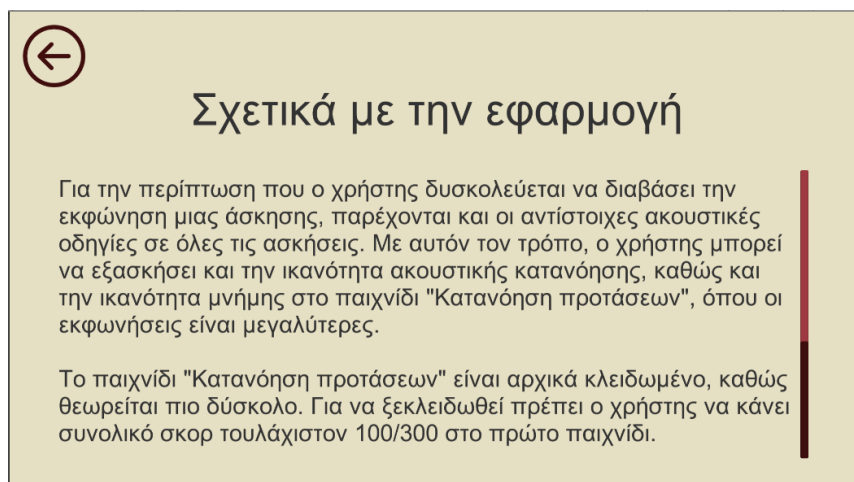 Σχετικά με την εφαρμογή
Για την περίπτωση που ο χρήστης δυσκολεύεται να διαβάσει την
εκφώνηση μιας άσκησης, παρέχονται και οι αντίστοιχες ακουστικές
οδηγίες σε όλες τις ασκήσεις. Με αυτόν τον τρόπο, ο χρήστης μπορεί
να εξασκήσει και την ικανότητα ακουστικής κατανόησης, καθώς και
την ικανότητα μνήμης στο παιχνίδι "Κατανόηση προτάσεων", όπου οι
εκφωνήσεις είναι μεγαλύτερες.
Το παιχνίδι "Κατανόηση προτάσεων" είναι αρχικά κλειδωμένο, καθώς
θεωρείται πιο δύσκολο. Για να ξεκλειδωθεί πρέπει ο χρήστης να κάνει
συνολικό σκορ τουλάχιστον 100/300 στο πρώτο παιχνίδι.